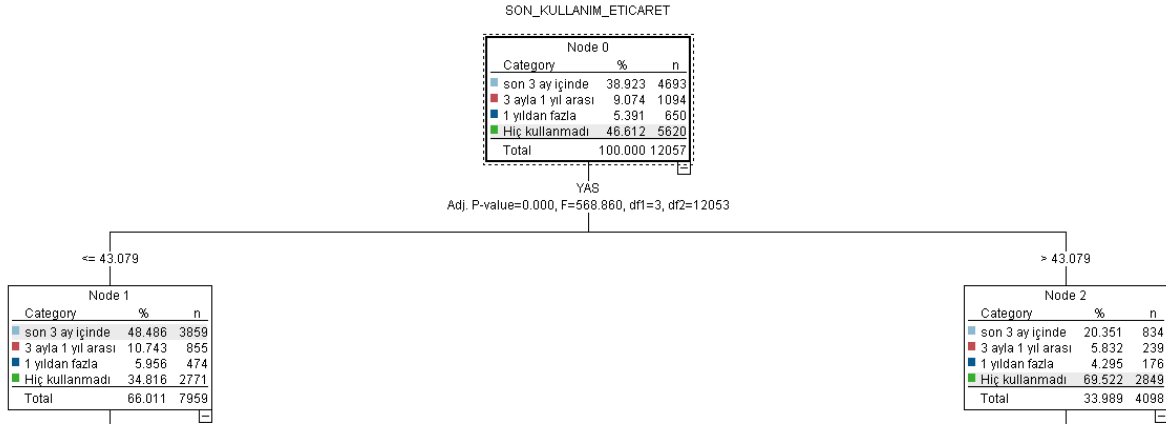 SON_KULLANIM_ETICARET
Node 0
Category % n
son 3 ay içinde 38.923 4693
3 ayla 1 yıl arası 9.074 1094
1 yıldan fazla 5.391 650
Hiç kullanmadı 46.612 5620
Total 100.000 12057
YAS
Adj. P-value=0.000, F=568.860, df1=3, df2=12053
<= 43.079
> 43.079
Node 1
Category % n
son 3 ay içinde 48.486 3859
3 ayla 1 yıl arası 10.743 855
1 yıldan fazla 5.956 474
Hiç kullanmadı 34.816 2771
Total 66.011 7959
Node 2
Category % n
son 3 ay içinde 20.351 834
3 ayla 1 yıl arası 5.832 239
1 yıldan fazla 4.295 176
Hiç kullanmadı 69.522 2849
Total 33.989 4098